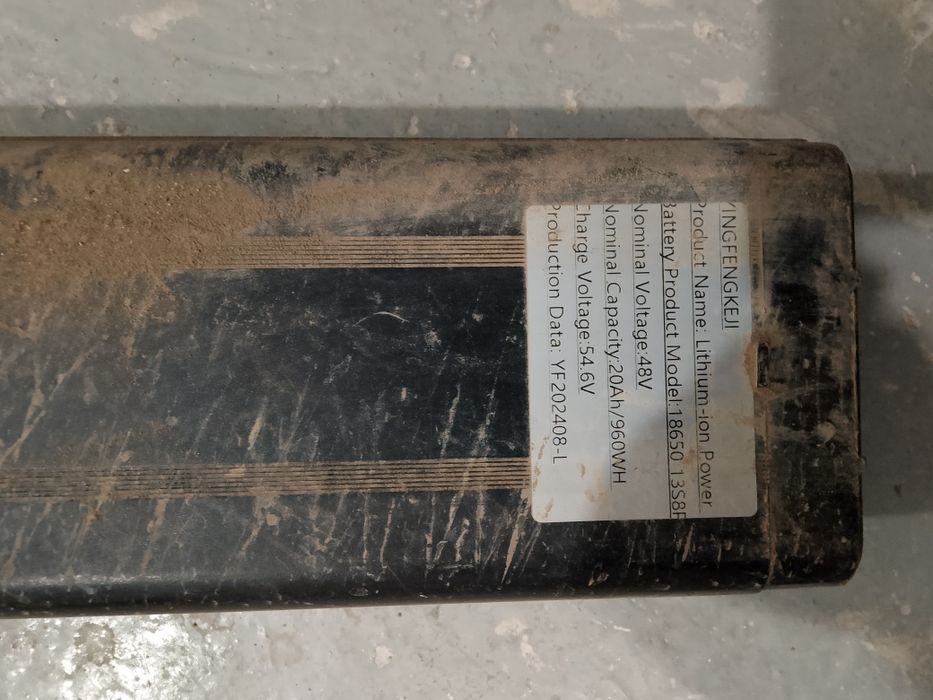 YINGFENGKEJI
Product Name: Lithium-ion Power
Battery Product Model:18650 13S8P
Nominal Voltage:48V
Nominal Capacity:20Ah/960WH
Charge Voltage:54.6V
Production Data: YF202408-L